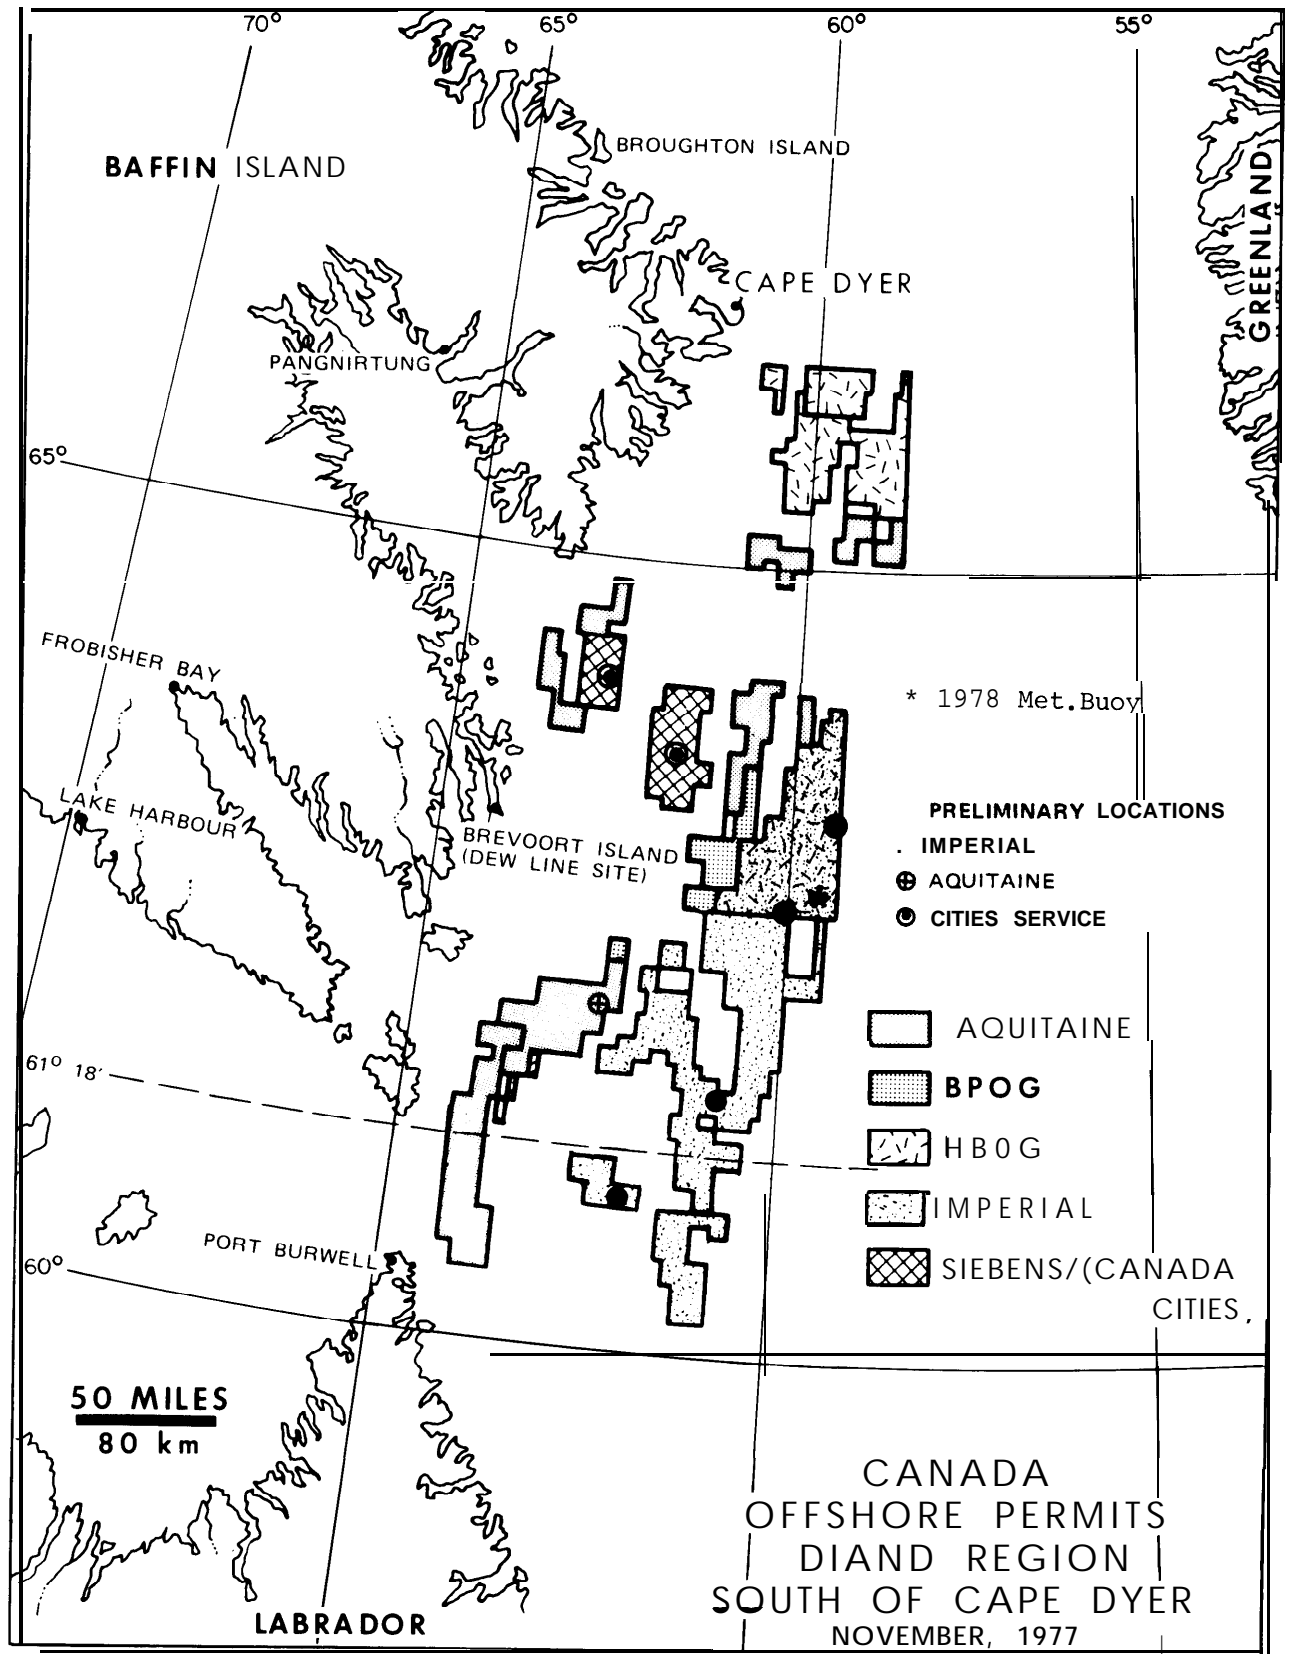 70° 65° 60° 55°
BROUGHTON ISLAND
BAFFIN ISLAND
GREENLAND
CAPE DYER
PANGNIRTUNG
65°
FROBISHER BAY
* 1978 Met.Buoy
LAKE HARBOUR
BREVOORT ISLAND
(DEW LINE SITE)
PRELIMINARY LOCATIONS
. IMPERIAL
AQUITAINE
CITIES SERVICE
AQUITAINE
61° 18'
BPOG
HBOG
IMPERIAL
PORT BURWELL
60°
SIEBENS/(CANADA
CITIES,
50 MILES
80 km
CANADA
OFFSHORE PERMITS
DIAND REGION
SOUTH OF CAPE DYER
NOVEMBER, 1977
LABRADOR